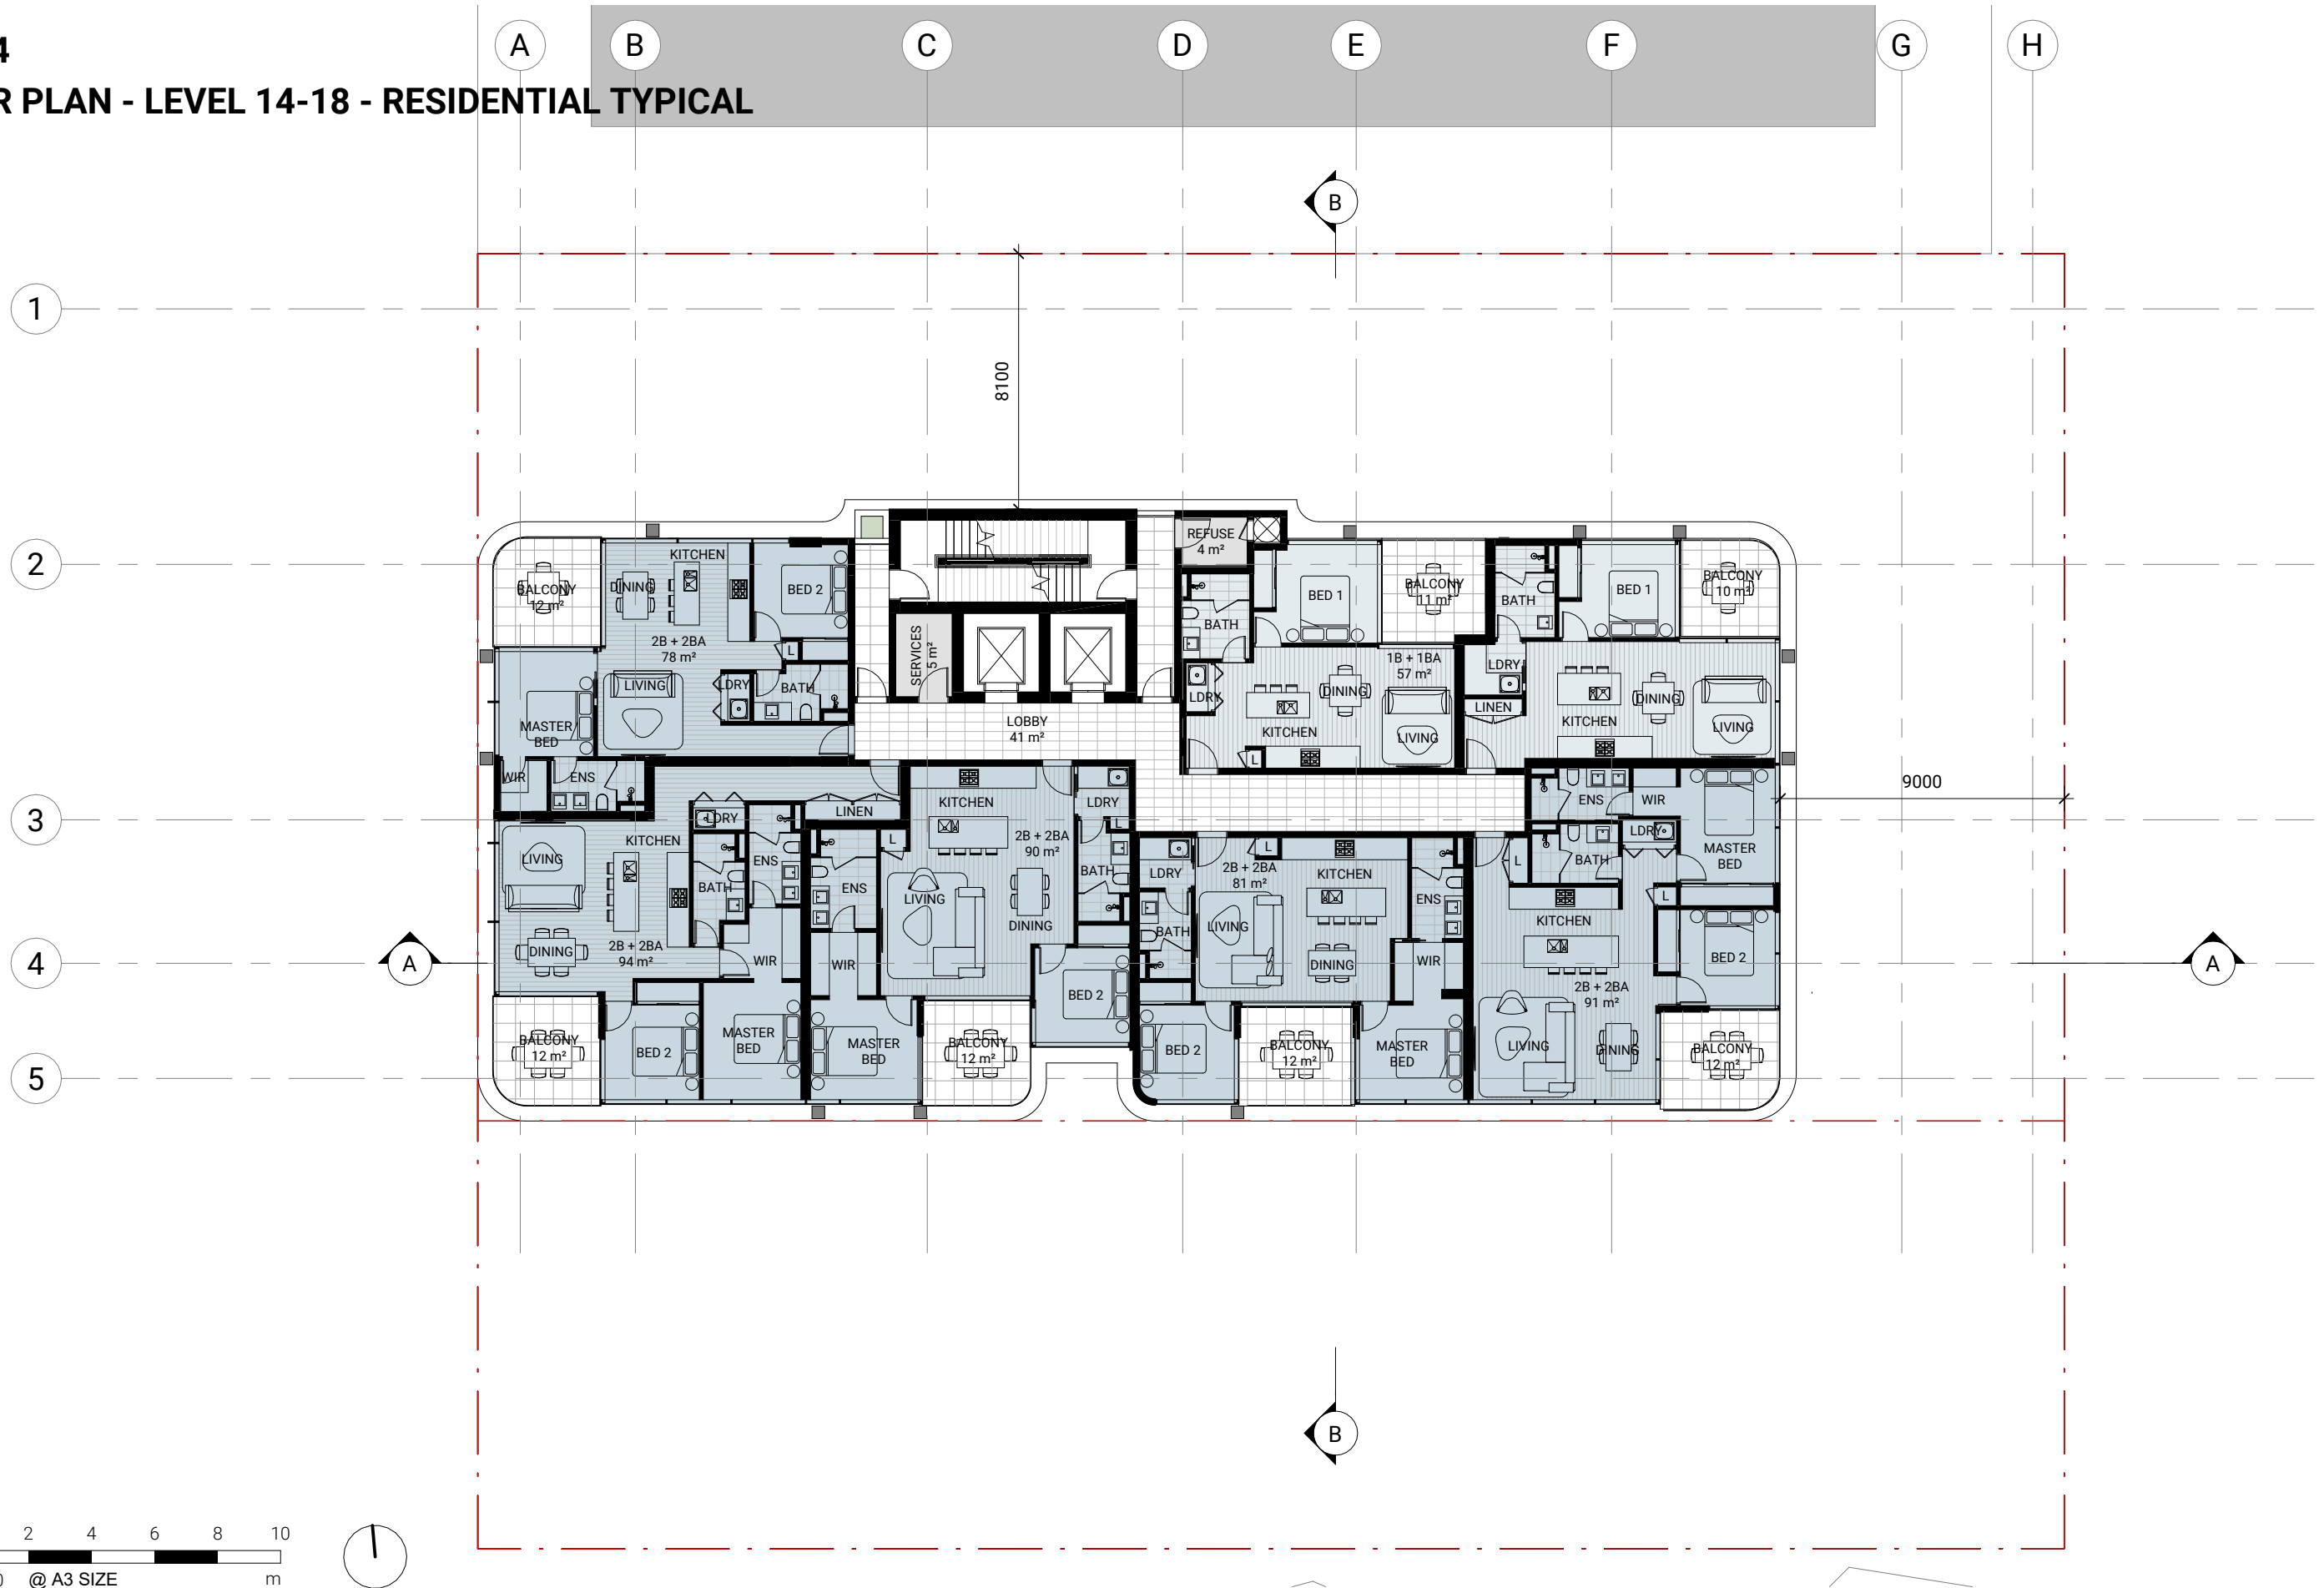 4
R PLAN - LEVEL 14-18 - RESIDENTIAL TYPICAL
A
B
C
D
E
F
G
H
B
1
8100
2
KITCHEN
DINING
BED 2
BALCONY
12 m²
2B + 2BA
78 m²
L
LIVING
LDRY
BATH
MASTER
BED
WIR
ENS
SERVICES
5 m²
REFUSE
4 m²
BATH
BED 1
BALCONY
11 m²
1B + 1BA
57 m²
LDRY
DINING
KITCHEN
LIVING
L
BATH
BED 1
BALCONY
10 m²
LDRY
LINEN
DINING
KITCHEN
LIVING
LOBBY
41 m²
9000
3
LINEN
LDRY
KITCHEN
LIVING
ENS
BATH
DINING
2B + 2BA
94 m²
WIR
BALCONY
12 m²
BED 2
MASTER
BED
KITCHEN
LDRY
L
2B + 2BA
90 m²
L
ENS
BATH
LIVING
DINING
WIR
BED 2
MASTER
BED
BALCONY
12 m²
L
LDRY
2B + 2BA
81 m²
KITCHEN
ENS
BATH
LIVING
DINING
WIR
BED 2
BALCONY
12 m²
MASTER
BED
ENS
WIR
LDRY
MASTER
BED
L
BATH
L
KITCHEN
BED 2
2B + 2BA
91 m²
LIVING
DINING
BALCONY
12 m²
4
A
A
5
B
2
4
6
8
10
0
@ A3 SIZE
m